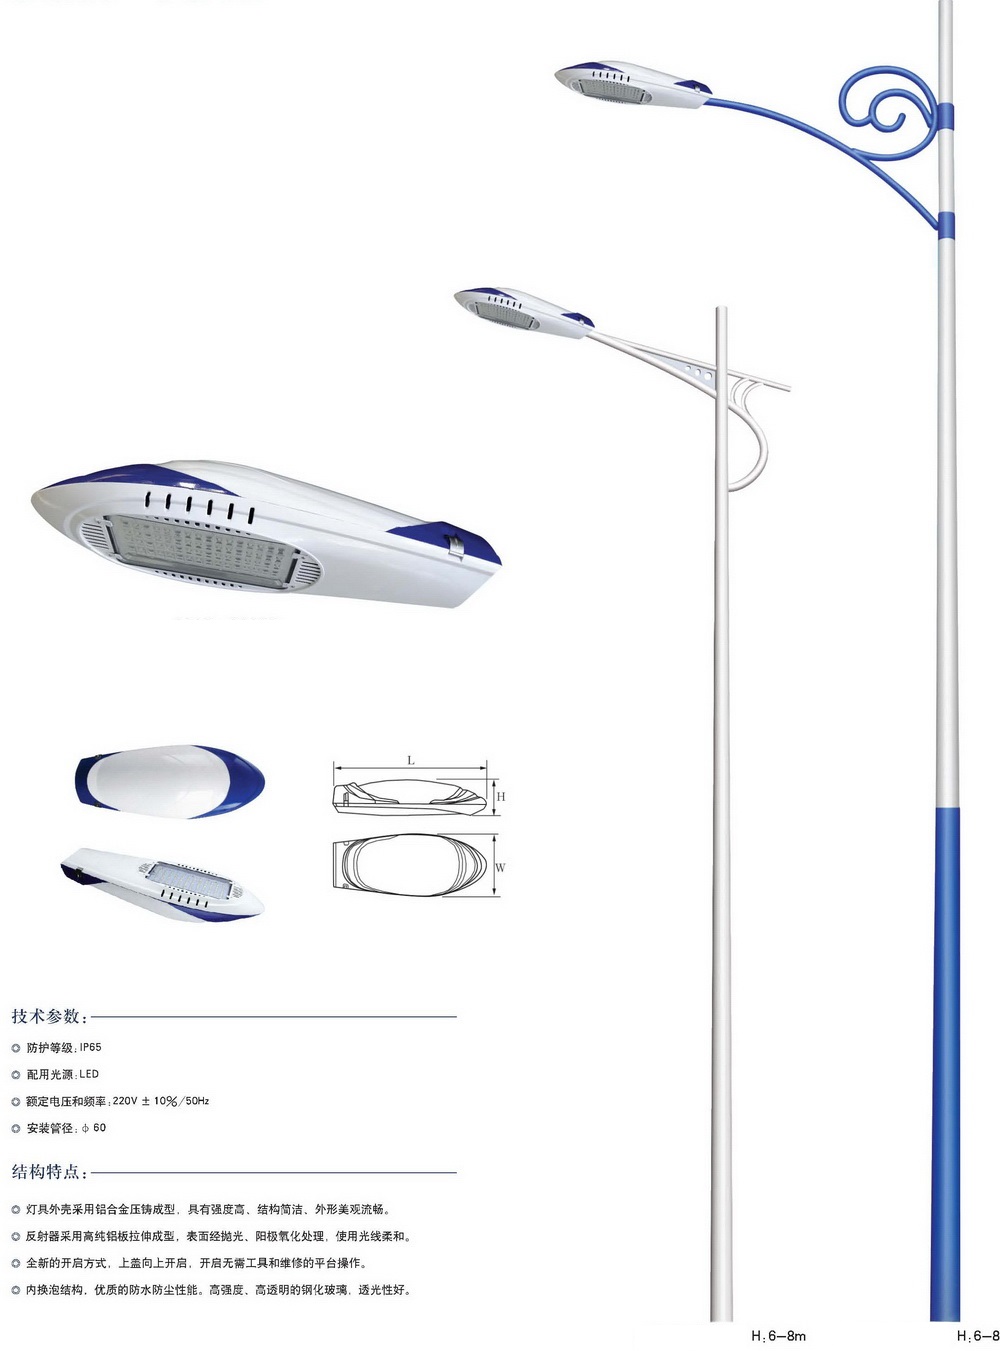 L
H
W
技术参数:
◎ 防护等级:IP65
◎ 配用光源:LED
◎ 额定电压和频率:220V ± 10%/50Hz
◎ 安装管径:φ 60
结构特点:
◎ 灯具外壳采用铝合金压铸成型，具有强度高、结构简洁、外形美观流畅。
◎ 反射器采用高纯铝板拉伸成型，表面经抛光、阳极氧化处理，使用光线柔和。
◎ 全新的开启方式，上盖向上开启，开启无需工具和维修的平台操作。
◎ 内换泡结构，优质的防水防尘性能。高强度、高透明的钢化玻璃，透光性好。
H:6-8m
H:6-8